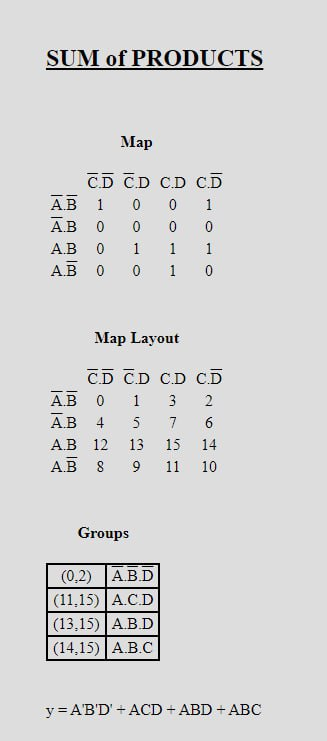 SUM of PRODUCTS
Map
C̅.D̅ C̅.D C.D C.D̅
A̅.B̅ 1 0 0 1
A̅.B 0 0 0 0
A.B 0 1 1 1
A.B̅ 0 0 1 0
Map Layout
C̅.D̅ C̅.D C.D C.D̅
A̅.B̅ 0 1 3 2
A̅.B 4 5 7 6
A.B 12 13 15 14
A.B̅ 8 9 11 10
Groups
(0,2) A̅.B̅.D̅
(11,15) A.C.D
(13,15) A.B.D
(14,15) A.B.C
y = A'B'D' + ACD + ABD + ABC